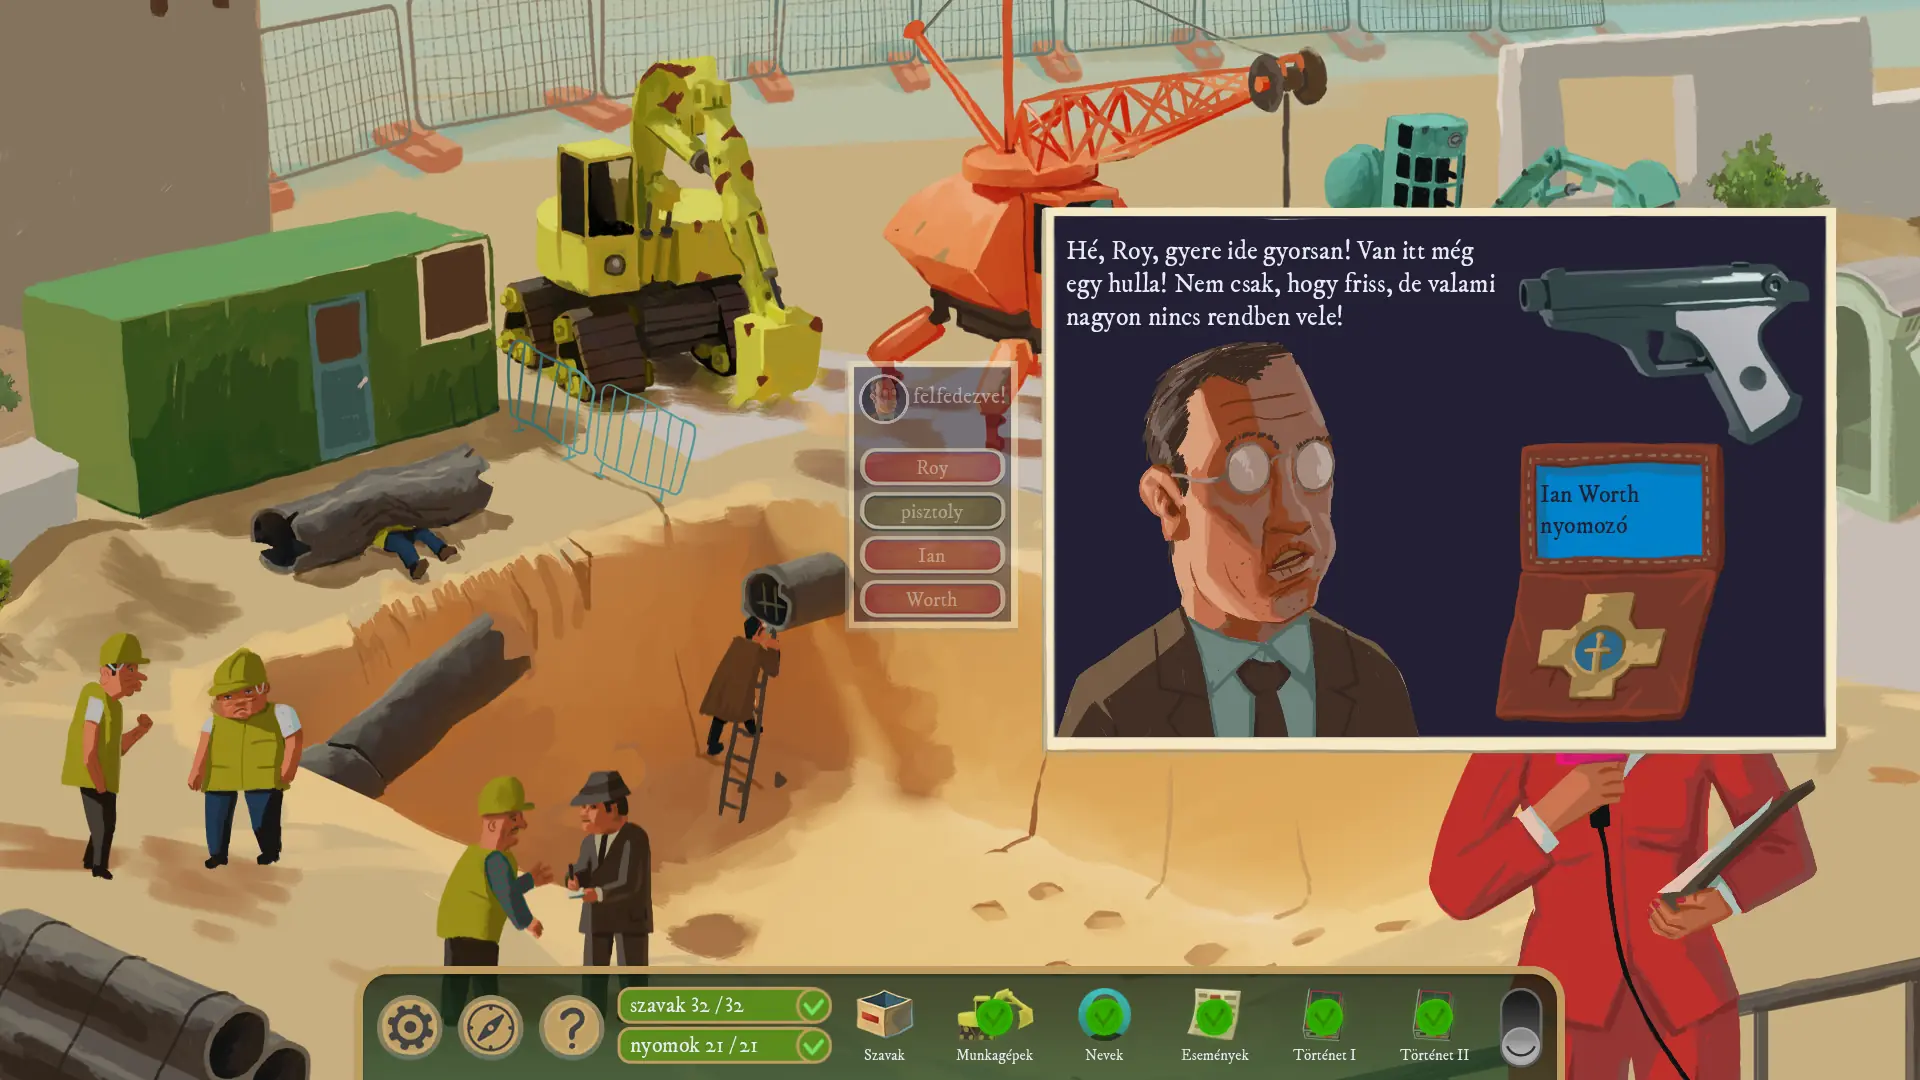 Hé, Roy, gyere ide gyorsan! Van itt még
egy hulla! Nem csak, hogy friss, de valami
nagyon nincs rendben vele!
felfedezve!
Roy
pisztoly
Ian
Worth
Ian Worth
nyomozó
szavak 32 /32
nyomok 21 /21
?
Szavak
Munkagépek
Nevek
Események
Történet I
Történet II